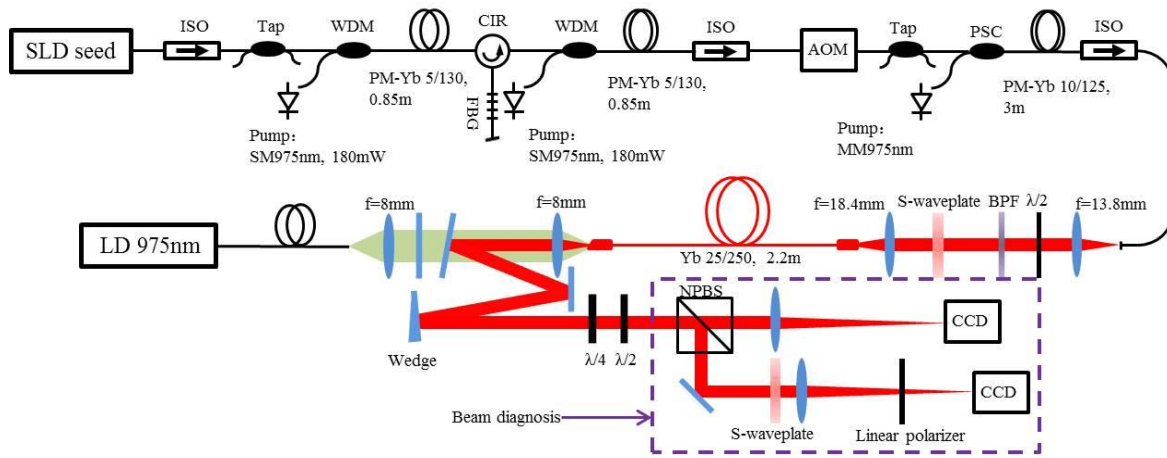 ISO
Tap
WDM
CIR
WDM
ISO
Tap
PSC
ISO
SLD seed
AOM
PM-Yb 5/130,
0.85m
FBG
PM-Yb 5/130,
0.85m
PM-Yb 10/125,
3m
Pump：
SM975nm, 180mW
Pump：
SM975nm, 180mW
Pump：
MM975nm
f=8mm
f=8mm
f=18.4mm
S-waveplate
BPF
λ/2
f=13.8mm
LD 975nm
Yb 25/250, 2.2m
NPBS
CCD
Wedge
λ/4
λ/2
CCD
Beam diagnosis
S-waveplate
Linear polarizer